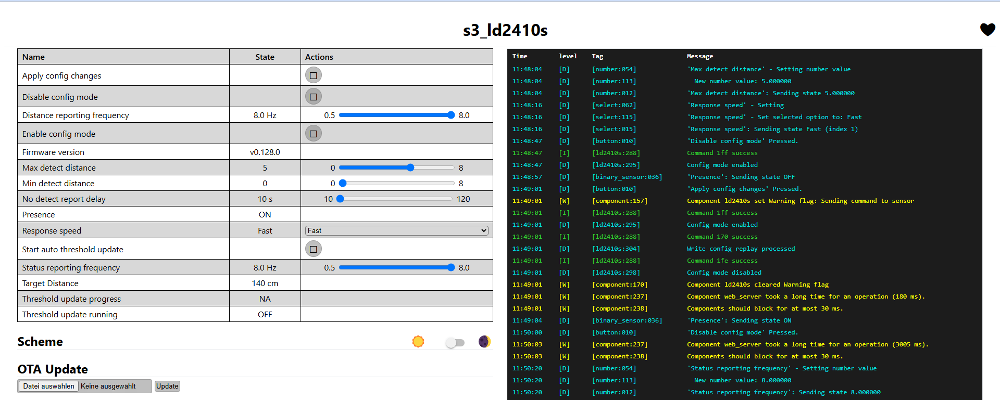 s3_ld2410s
Name State Actions
Apply config changes
Disable config mode
Distance reporting frequency 8.0 Hz 0.5 8.0
Enable config mode
Firmware version v0.128.0
Max detect distance 5 0 8
Min detect distance 0 0 8
No detect report delay 10 s 10 120
Presence ON
Response speed Fast Fast
Start auto threshold update
Status reporting frequency 8.0 Hz 0.5 8.0
Target Distance 140 cm
Threshold update progress NA
Threshold update running OFF
Scheme
OTA Update
Datei auswählen Keine ausgewählt Update
Time level Tag Message
11:48:04 [D] [number:054] 'Max detect distance' - Setting number value
11:48:04 [D] [number:113] New number value: 5.000000
11:48:04 [D] [number:012] 'Max detect distance': Sending state 5.000000
11:48:16 [D] [select:062] 'Response speed' - Setting
11:48:16 [D] [select:115] 'Response speed' - Set selected option to: Fast
11:48:16 [D] [select:015] 'Response speed': Sending state Fast (index 1)
11:48:47 [D] [button:010] 'Disable config mode' Pressed.
11:48:47 [I] [ld2410s:288] Command 1ff success
11:48:47 [D] [ld2410s:295] Config mode enabled
11:48:57 [D] [binary_sensor:036] 'Presence': Sending state OFF
11:49:01 [D] [button:010] 'Apply config changes' Pressed.
11:49:01 [W] [component:157] Component ld2410s set Warning flag: Sending command to sensor
11:49:01 [I] [ld2410s:288] Command 1ff success
11:49:01 [D] [ld2410s:295] Config mode enabled
11:49:01 [I] [ld2410s:288] Command 170 success
11:49:01 [D] [ld2410s:304] Write config replay processed
11:49:01 [I] [ld2410s:288] Command 1fe success
11:49:01 [D] [ld2410s:298] Config mode disabled
11:49:01 [W] [component:170] Component ld2410s cleared Warning flag
11:49:01 [W] [component:237] Component web_server took a long time for an operation (180 ms).
11:49:01 [W] [component:238] Components should block for at most 30 ms.
11:49:04 [D] [binary_sensor:036] 'Presence': Sending state ON
11:50:00 [D] [button:010] 'Disable config mode' Pressed.
11:50:03 [W] [component:237] Component web_server took a long time for an operation (3005 ms).
11:50:03 [W] [component:238] Components should block for at most 30 ms.
11:50:20 [D] [number:054] 'Status reporting frequency' - Setting number value
11:50:20 [D] [number:113] New number value: 8.000000
11:50:20 [D] [number:012] 'Status reporting frequency': Sending state 8.000000